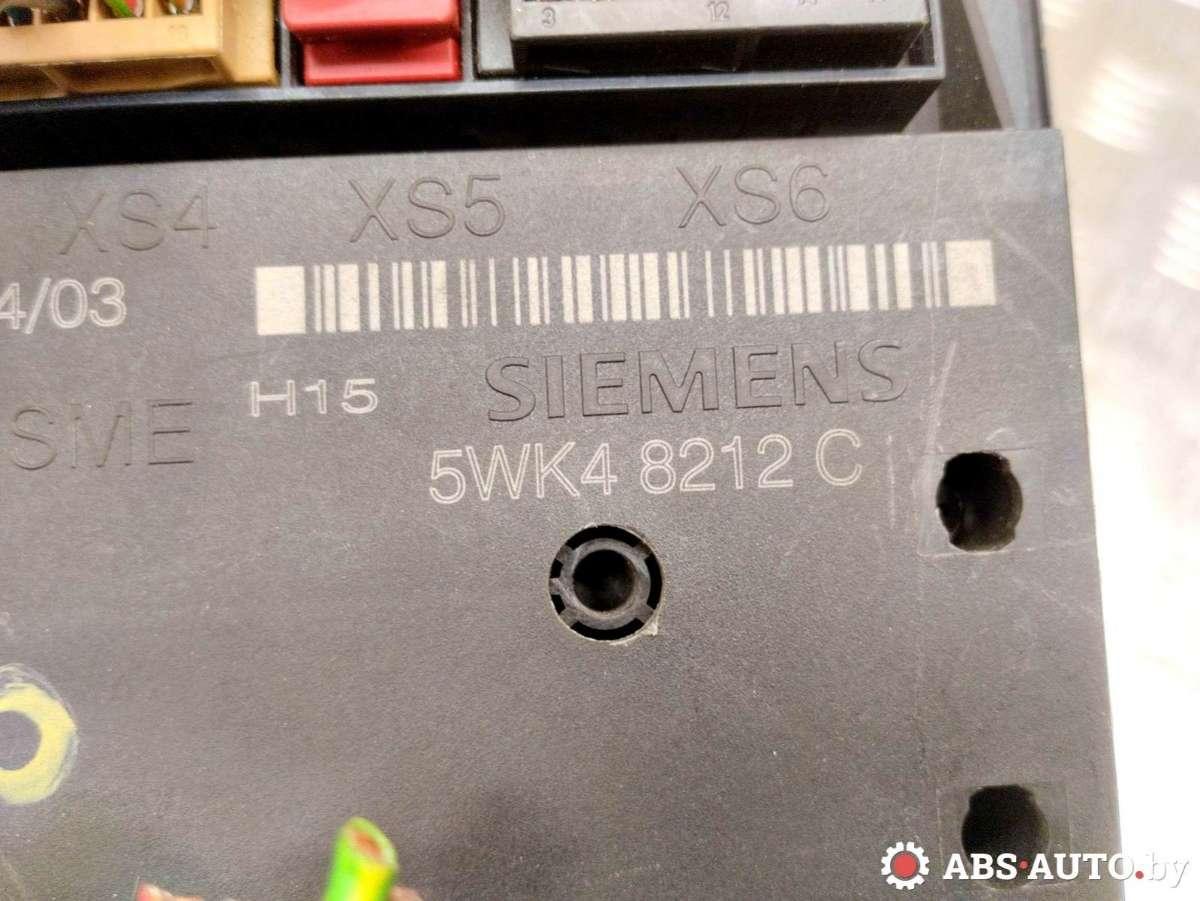 3 12
XS4 XS5 XS6
4/03
H15 SIEMENS
SME
5WK4 8212 C
ABS·AUTO.by